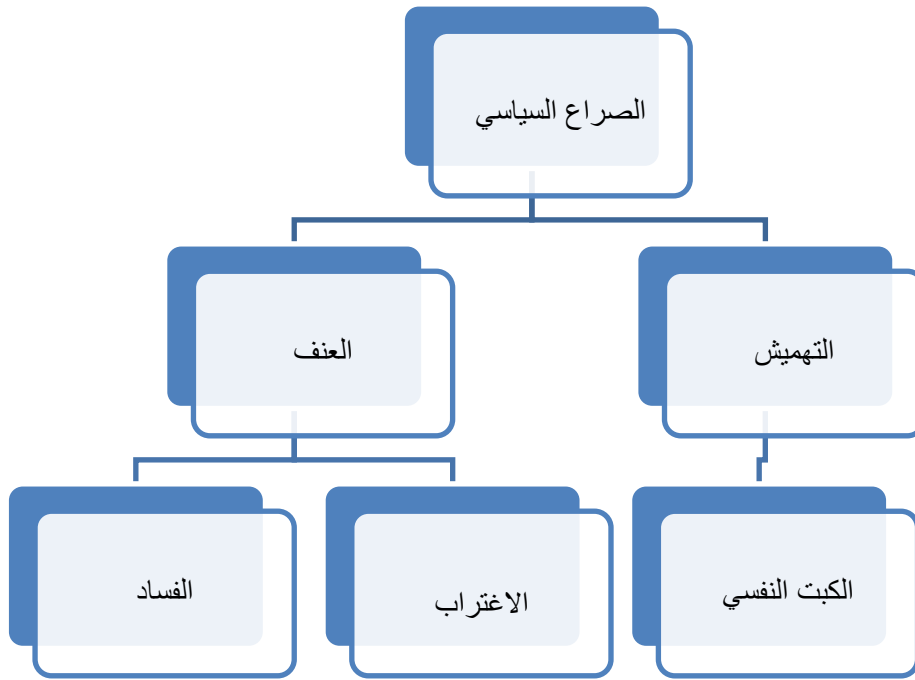 الصراع السياسي
التهميش
العنف
الكبت النفسي
الاغتراب
الفساد